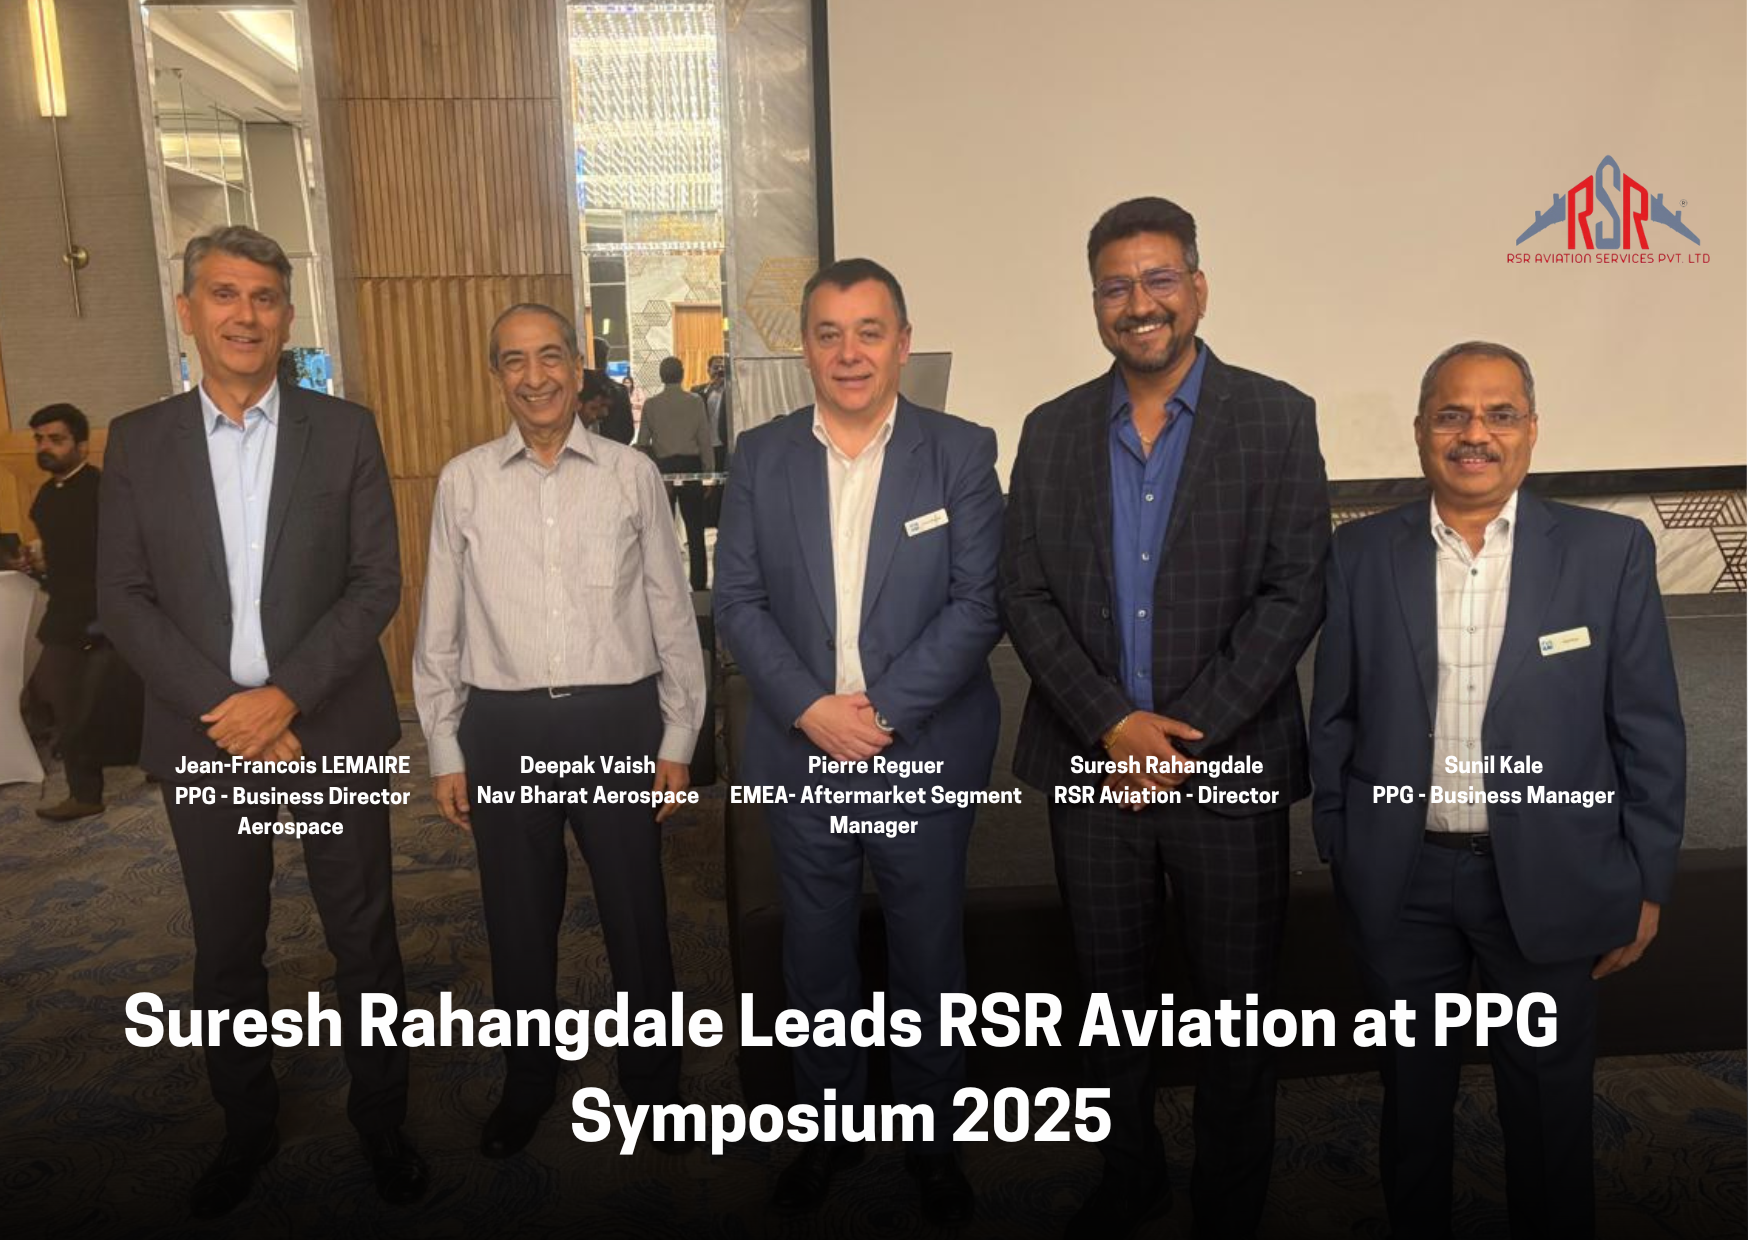 RSR
RSR AVIATION SERVICES PVT. LTD
Jean-Francois LEMAIRE
PPG - Business Director
Aerospace
Deepak Vaish
Nav Bharat Aerospace
Pierre Reguer
EMEA- Aftermarket Segment
Manager
Suresh Rahangdale
RSR Aviation - Director
Sunil Kale
PPG - Business Manager
Suresh Rahangdale Leads RSR Aviation at PPG
Symposium 2025